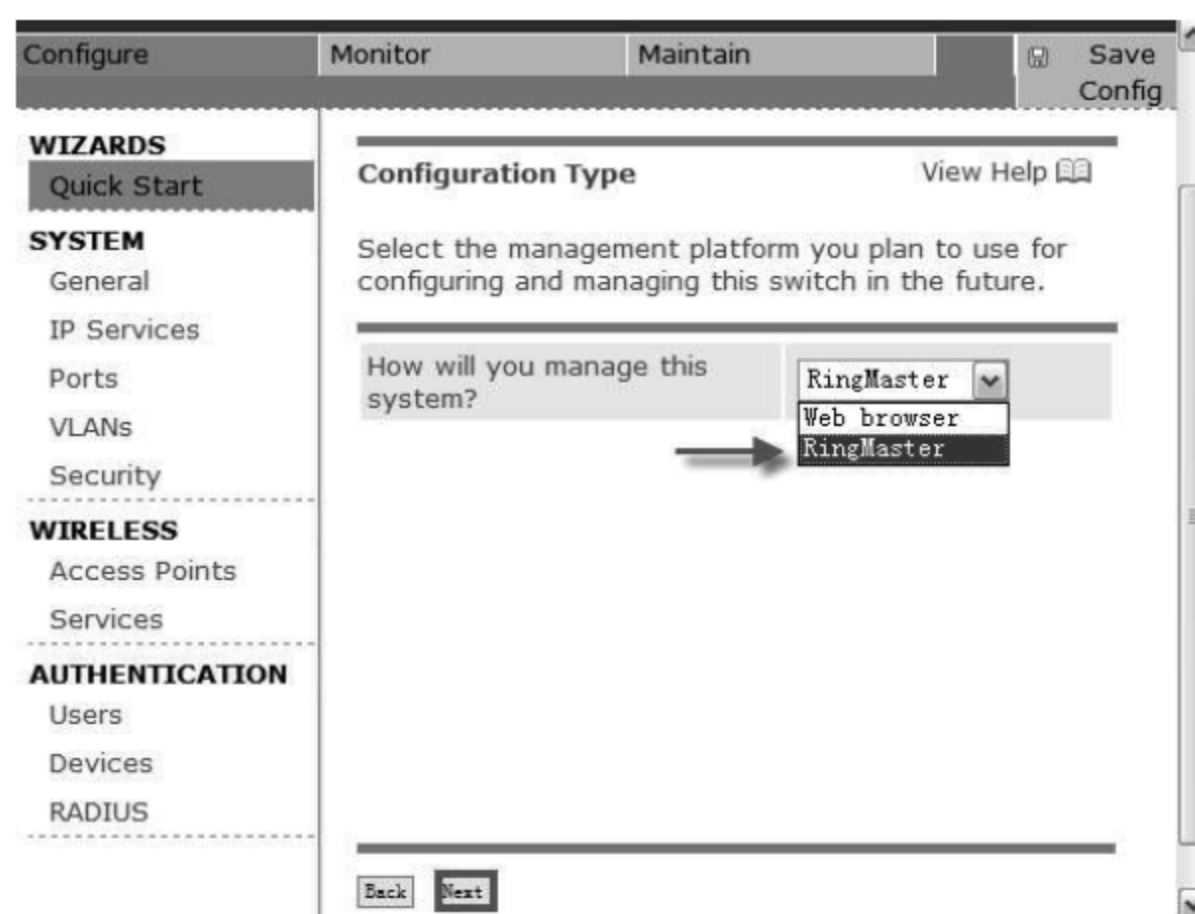 Configure
Monitor
Maintain
Save
Config
WIZARDS
Quick Start
SYSTEM
General
IP Services
Ports
VLANs
Security
WIRELESS
Access Points
Services
AUTHENTICATION
Users
Devices
RADIUS
Configuration Type
View Help
Select the management platform you plan to use for
configuring and managing this switch in the future.
How will you manage this
system?
RingMaster
Web browser
RingMaster
Back
Next